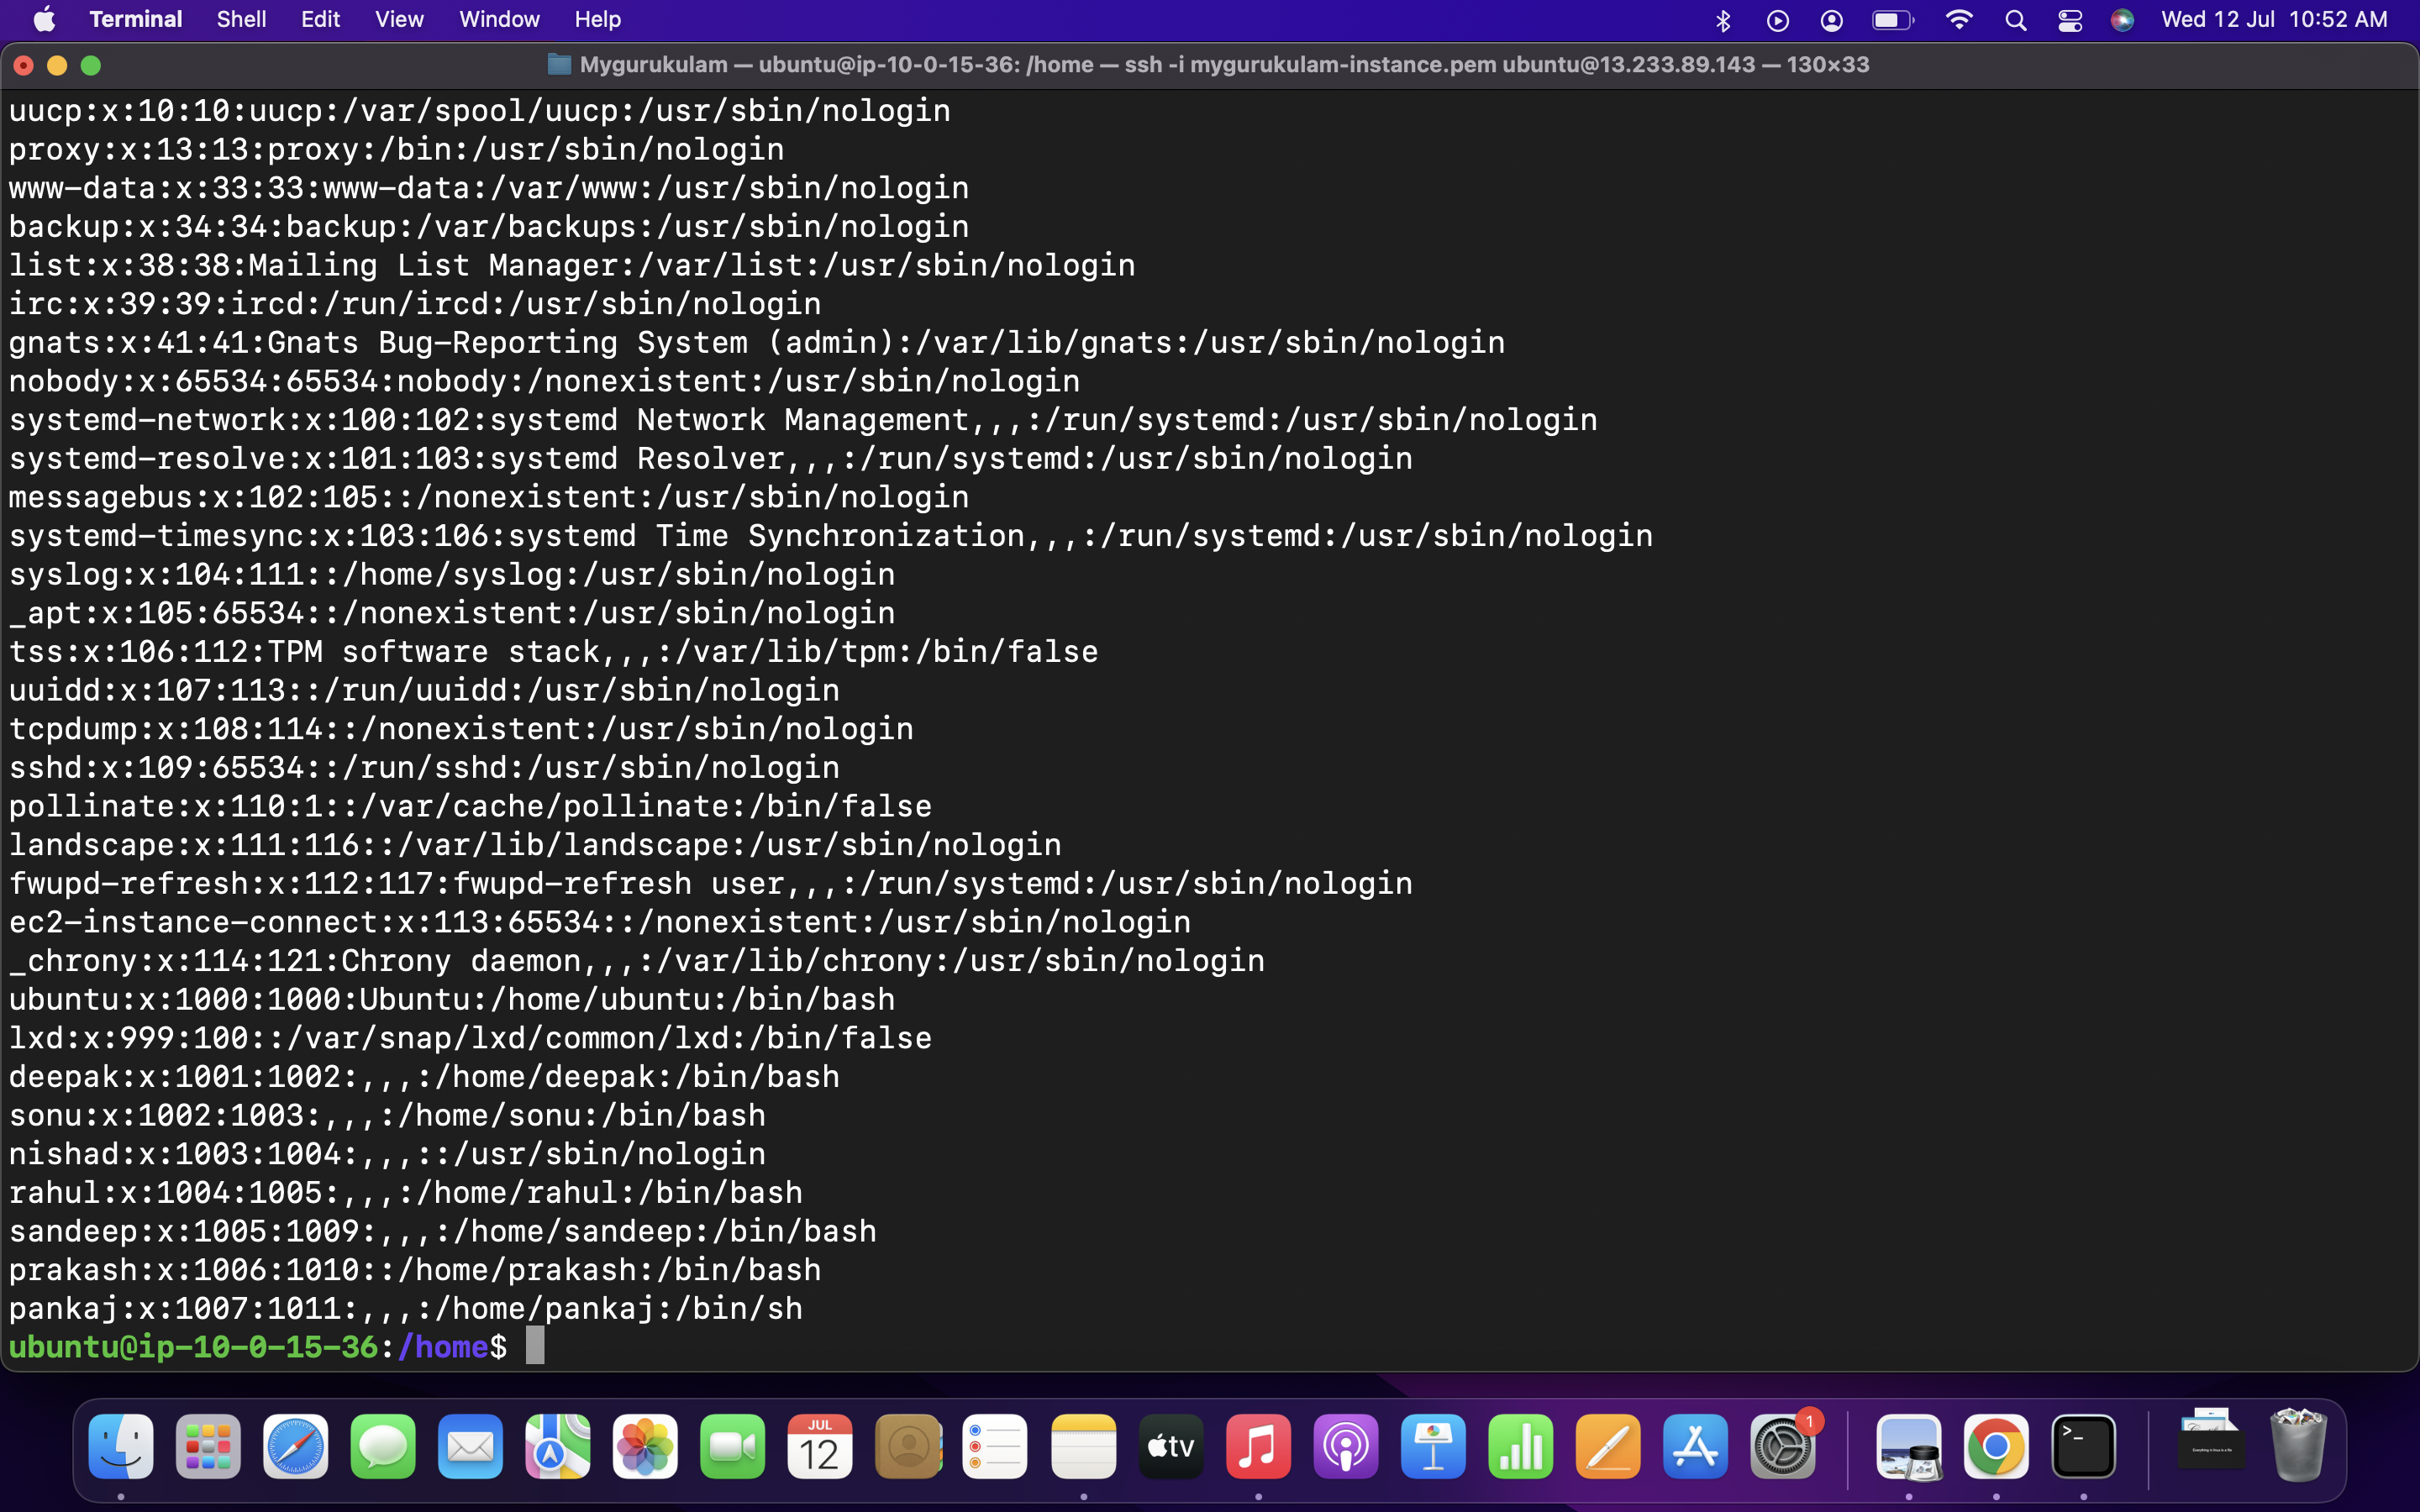 Terminal Shell Edit View Window Help Wed 12 Jul 10:52 AM
Mygurukulam — ubuntu@ip-10-0-15-36: /home — ssh -i mygurukulam-instance.pem ubuntu@13.233.89.143 — 130×33
uucp:x:10:10:uucp:/var/spool/uucp:/usr/sbin/nologin
proxy:x:13:13:proxy:/bin:/usr/sbin/nologin
www-data:x:33:33:www-data:/var/www:/usr/sbin/nologin
backup:x:34:34:backup:/var/backups:/usr/sbin/nologin
list:x:38:38:Mailing List Manager:/var/list:/usr/sbin/nologin
irc:x:39:39:ircd:/run/ircd:/usr/sbin/nologin
gnats:x:41:41:Gnats Bug-Reporting System (admin):/var/lib/gnats:/usr/sbin/nologin
nobody:x:65534:65534:nobody:/nonexistent:/usr/sbin/nologin
systemd-network:x:100:102:systemd Network Management,,,:/run/systemd:/usr/sbin/nologin
systemd-resolve:x:101:103:systemd Resolver,,,:/run/systemd:/usr/sbin/nologin
messagebus:x:102:105::/nonexistent:/usr/sbin/nologin
systemd-timesync:x:103:106:systemd Time Synchronization,,,:/run/systemd:/usr/sbin/nologin
syslog:x:104:111::/home/syslog:/usr/sbin/nologin
_apt:x:105:65534::/nonexistent:/usr/sbin/nologin
tss:x:106:112:TPM software stack,,,:/var/lib/tpm:/bin/false
uuidd:x:107:113::/run/uuidd:/usr/sbin/nologin
tcpdump:x:108:114::/nonexistent:/usr/sbin/nologin
sshd:x:109:65534::/run/sshd:/usr/sbin/nologin
pollinate:x:110:1::/var/cache/pollinate:/bin/false
landscape:x:111:116::/var/lib/landscape:/usr/sbin/nologin
fwupd-refresh:x:112:117:fwupd-refresh user,,,:/run/systemd:/usr/sbin/nologin
ec2-instance-connect:x:113:65534::/nonexistent:/usr/sbin/nologin
_chrony:x:114:121:Chrony daemon,,,:/var/lib/chrony:/usr/sbin/nologin
ubuntu:x:1000:1000:Ubuntu:/home/ubuntu:/bin/bash
lxd:x:999:100::/var/snap/lxd/common/lxd:/bin/false
deepak:x:1001:1002:,,,:/home/deepak:/bin/bash
sonu:x:1002:1003:,,,:/home/sonu:/bin/bash
nishad:x:1003:1004:,,,::/usr/sbin/nologin
rahul:x:1004:1005:,,,:/home/rahul:/bin/bash
sandeep:x:1005:1009:,,,:/home/sandeep:/bin/bash
prakash:x:1006:1010::/home/prakash:/bin/bash
pankaj:x:1007:1011:,,,:/home/pankaj:/bin/sh
ubuntu@ip-10-0-15-36:/home$
JUL
12
tv
1
>_